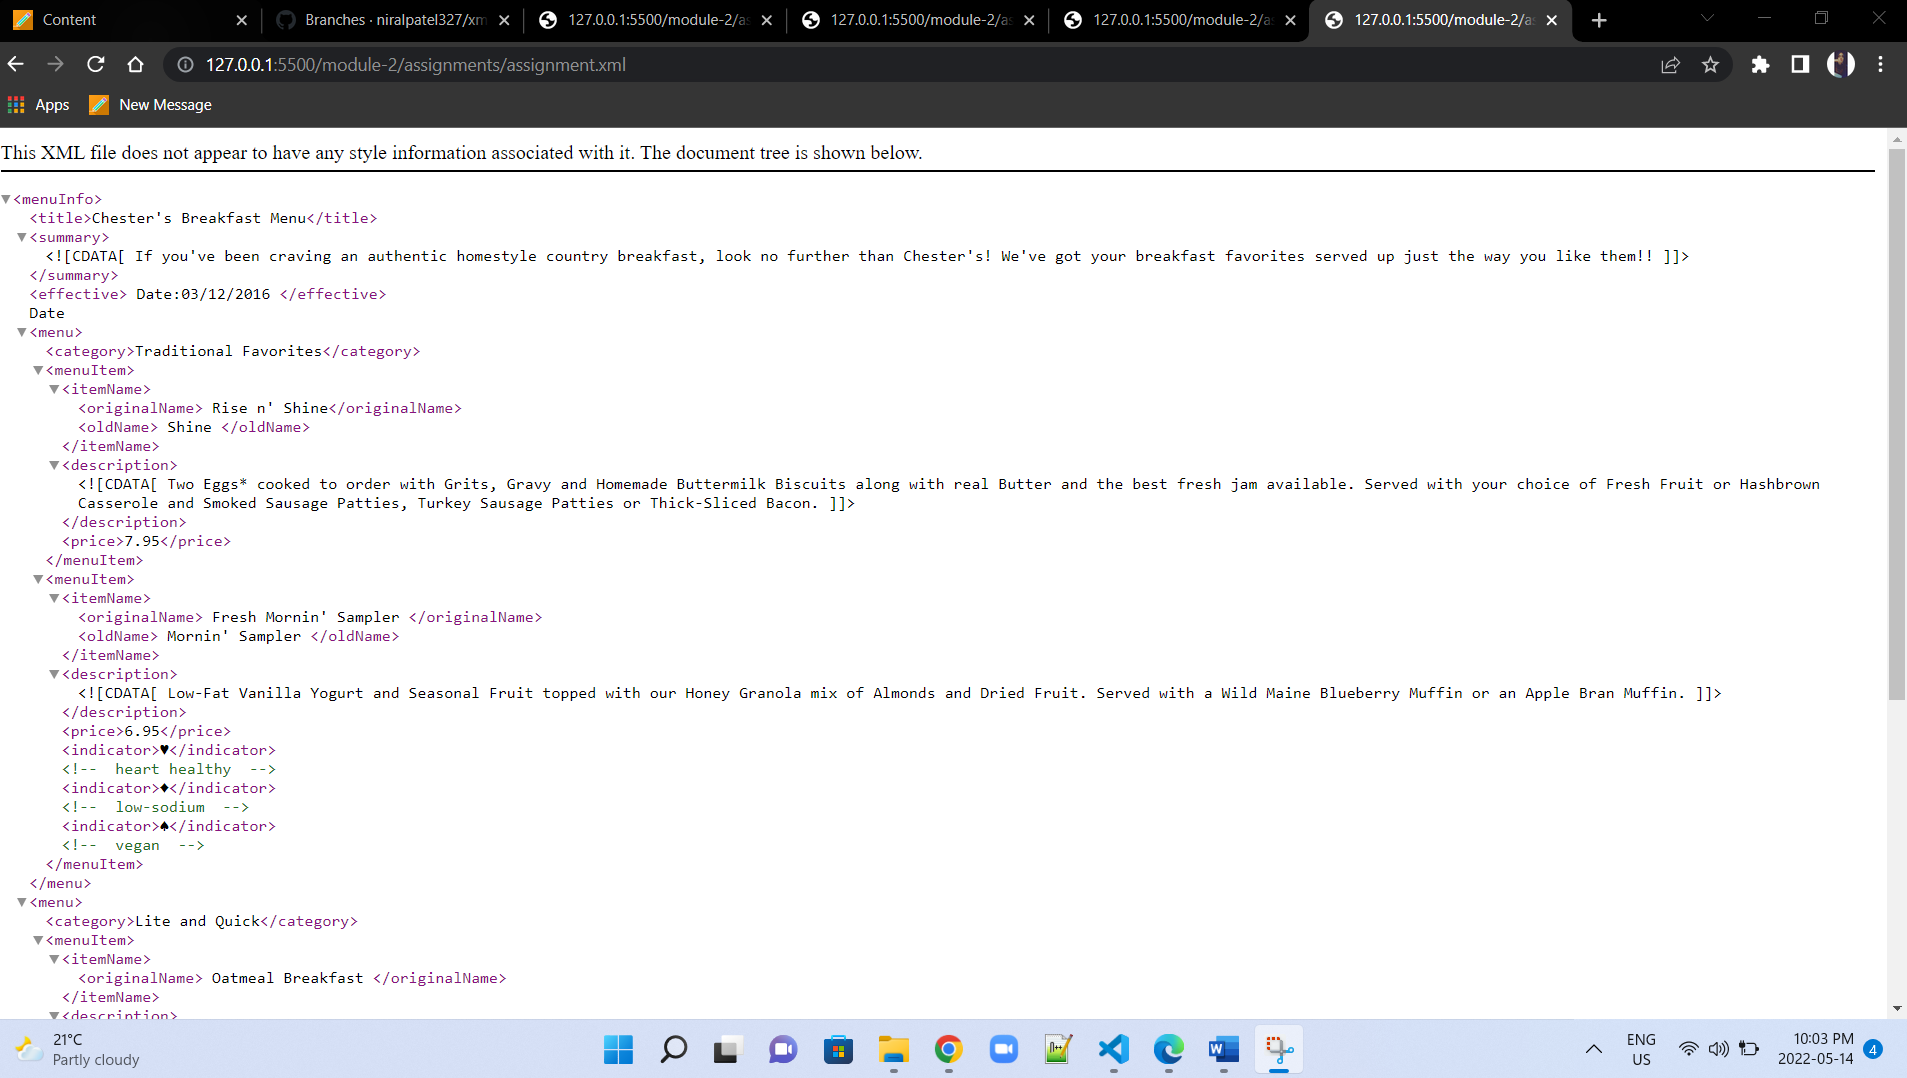 Content
Branches · niralpatel327/xm
127.0.0.1:5500/module-2/as
127.0.0.1:5500/module-2/as
127.0.0.1:5500/module-2/as
127.0.0.1:5500/module-2/as
127.0.0.1:5500/module-2/assignments/assignment.xml
Apps
New Message
This XML file does not appear to have any style information associated with it. The document tree is shown below.
▼<menuInfo>
<title>Chester's Breakfast Menu</title>
▼<summary>
<![CDATA[ If you've been craving an authentic homestyle country breakfast, look no further than Chester's! We've got your breakfast favorites served up just the way you like them!! ]]>
</summary>
<effective> Date:03/12/2016 </effective>
Date
▼<menu>
<category>Traditional Favorites</category>
▼<menuItem>
▼<itemName>
<originalName> Rise n' Shine</originalName>
<oldName> Shine </oldName>
</itemName>
▼<description>
<![CDATA[ Two Eggs* cooked to order with Grits, Gravy and Homemade Buttermilk Biscuits along with real Butter and the best fresh jam available. Served with your choice of Fresh Fruit or Hashbrown
Casserole and Smoked Sausage Patties, Turkey Sausage Patties or Thick-Sliced Bacon. ]]>
</description>
<price>7.95</price>
</menuItem>
▼<menuItem>
▼<itemName>
<originalName> Fresh Mornin' Sampler </originalName>
<oldName> Mornin' Sampler </oldName>
</itemName>
▼<description>
<![CDATA[ Low-Fat Vanilla Yogurt and Seasonal Fruit topped with our Honey Granola mix of Almonds and Dried Fruit. Served with a Wild Maine Blueberry Muffin or an Apple Bran Muffin. ]]>
</description>
<price>6.95</price>
<indicator>♥</indicator>
<!-- heart healthy -->
<indicator>♦</indicator>
<!-- low-sodium -->
<indicator>♠</indicator>
<!-- vegan -->
</menuItem>
</menu>
▼<menu>
<category>Lite and Quick</category>
▼<menuItem>
▼<itemName>
<originalName> Oatmeal Breakfast </originalName>
</itemName>
▼<description>
21°C
Partly cloudy
ENG
US
10:03 PM
2022-05-14
4